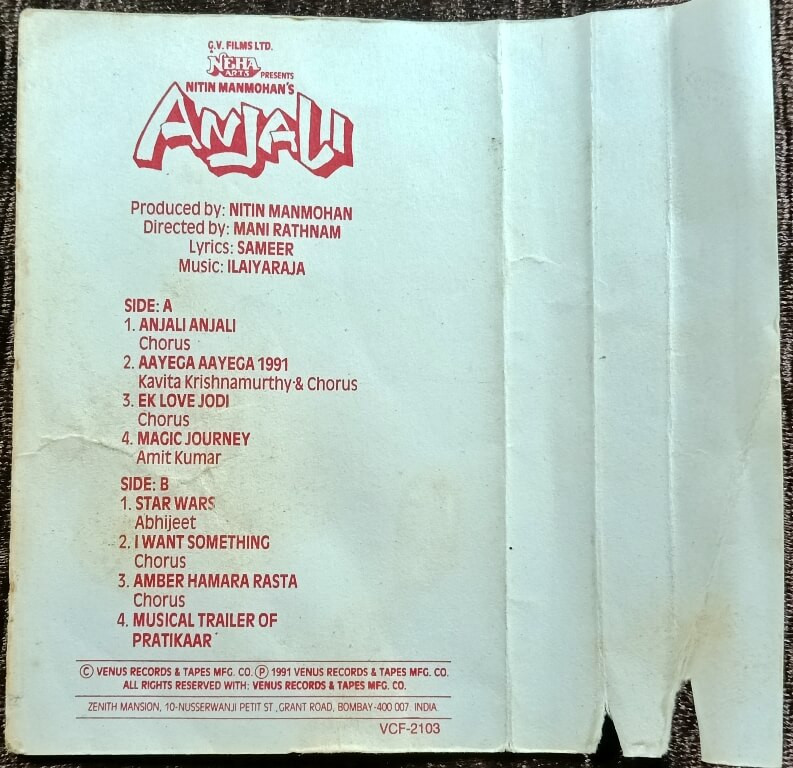 G.V. FILMS LTD.
NEHA
ARTS PRESENTS
NITIN MANMOHAN'S
ANJALI
Produced by: NITIN MANMOHAN
Directed by: MANI RATHNAM
Lyrics: SAMEER
Music: ILAIYARAJA
SIDE: A
1. ANJALI ANJALI
Chorus
2. AAYEGA AAYEGA 1991
Kavita Krishnamurthy & Chorus
3. EK LOVE JODI
Chorus
4. MAGIC JOURNEY
Amit Kumar
SIDE: B
1. STAR WARS
Abhijeet
2. I WANT SOMETHING
Chorus
3. AMBER HAMARA RASTA
Chorus
4. MUSICAL TRAILER OF
PRATIKAAR
© VENUS RECORDS & TAPES MFG. CO. ℗ 1991 VENUS RECORDS & TAPES MFG. CO.
ALL RIGHTS RESERVED WITH: VENUS RECORDS & TAPES MFG. CO.
ZENITH MANSION, 10-NUSSERWANJI PETIT ST., GRANT ROAD, BOMBAY-400 007. INDIA.
VCF-2103